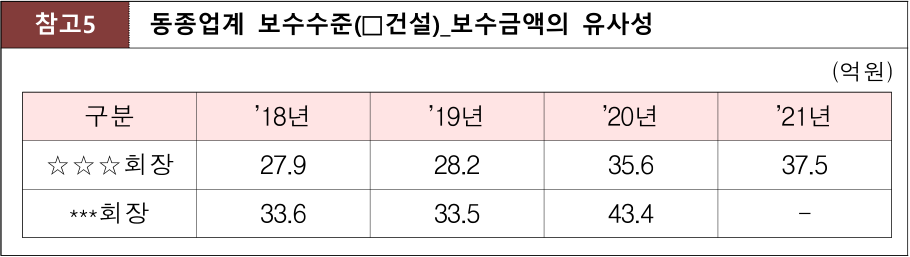 참고5 동종업계 보수수준(□건설)_보수금액의 유사성
(억원)
구분 '18년 '19년 '20년 '21년
☆☆☆회장 27.9 28.2 35.6 37.5
***회장 33.6 33.5 43.4 -